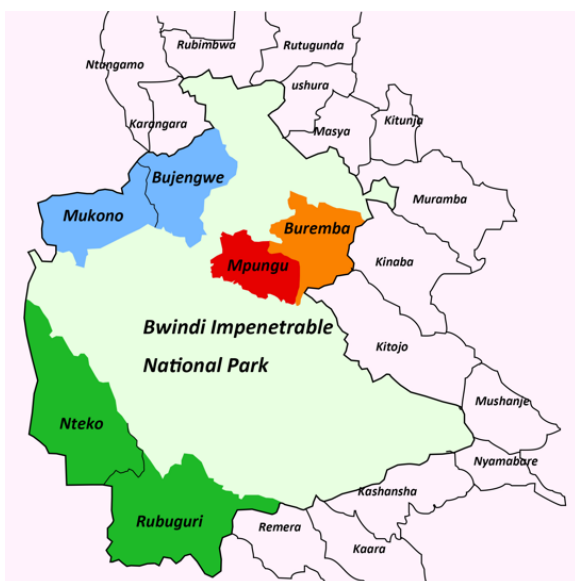 Rubimbwa
Rutugunda
Ntungamo
ushura
Karangara
Masya
Kitunja
Bujengwe
Muramba
Mukono
Buremba
Kinaba
Mpungu
Bwindi Impenetrable
National Park
Kitojo
Mushanje
Nteko
Nyamabare
Kashansha
Rubuguri
Remera
Kaara